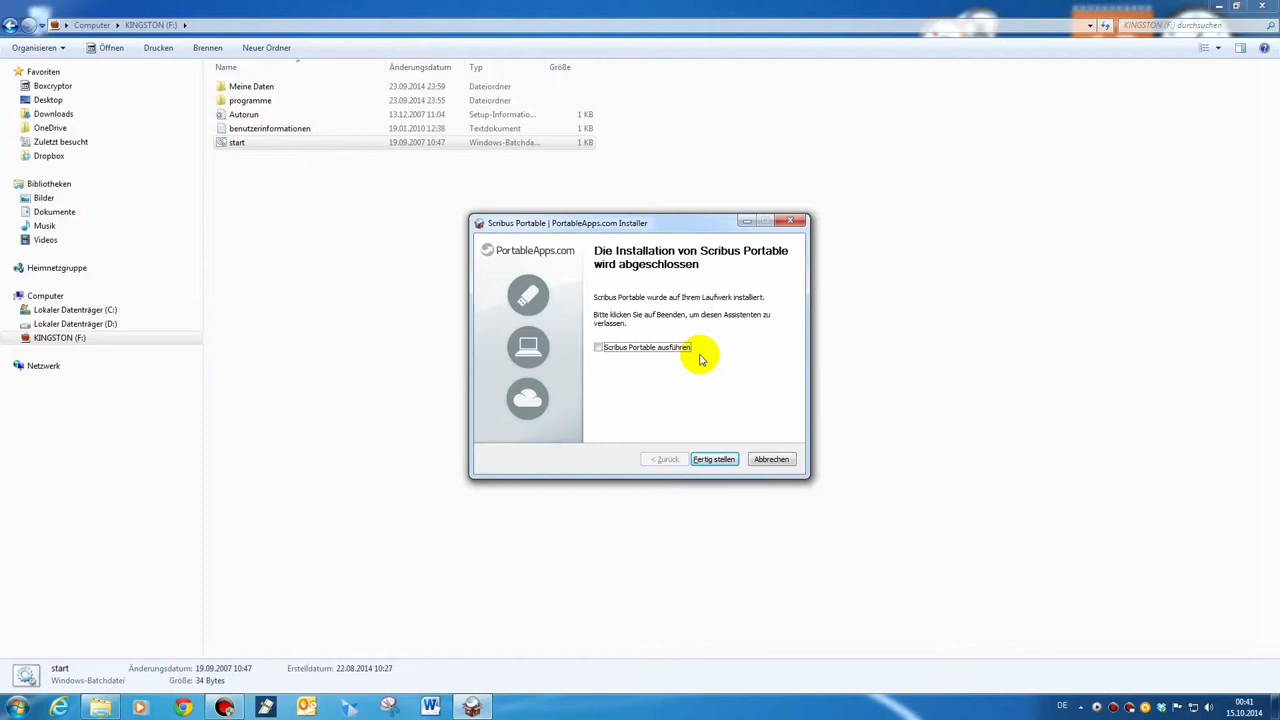 Computer
KINGSTON (F:)
KINGSTON (F:) durchsuchen
Organisieren
Öffnen
Drucken
Brennen
Neuer Ordner
Favoriten
Boxcryptor
Desktop
Downloads
OneDrive
Zuletzt besucht
Dropbox
Bibliotheken
Bilder
Dokumente
Musik
Videos
Heimnetzgruppe
Computer
Lokaler Datenträger (C:)
Lokaler Datenträger (D:)
KINGSTON (F:)
Netzwerk
Name Änderungsdatum Typ Größe
Meine Daten 23.09.2014 23:59 Dateiordner
programme 23.09.2014 23:55 Dateiordner
Autorun 13.12.2007 11:04 Setup-Informatio... 1 KB
benutzerinformationen 19.01.2010 12:38 Textdokument 1 KB
start 19.09.2007 10:47 Windows-Batchda... 1 KB
Scribus Portable | PortableApps.com Installer
PortableApps.com
Die Installation von Scribus Portable
wird abgeschlossen
Scribus Portable wurde auf Ihrem Laufwerk installiert.
Bitte klicken Sie auf Beenden, um diesen Assistenten zu
verlassen.
Scribus Portable ausführen
< Zurück
Fertig stellen
Abbrechen
start Änderungsdatum: 19.09.2007 10:47 Erstelldatum: 22.08.2014 10:27
Windows-Batchdatei Größe: 34 Bytes
DE
00:41
15.10.2014